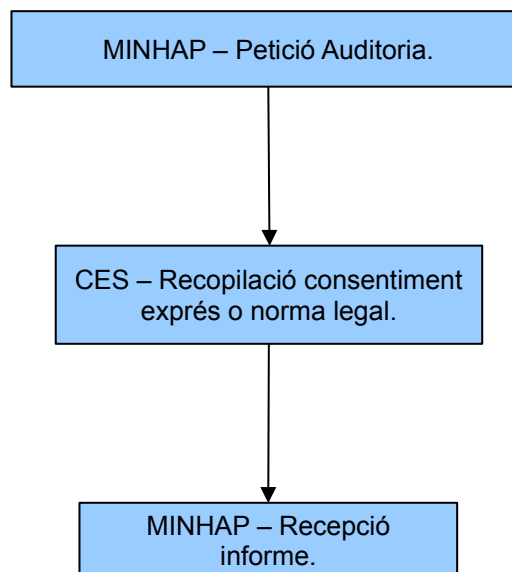 MINHAP – Petició Auditoria.
CES – Recopilació consentiment
exprés o norma legal.
MINHAP – Recepció
informe.